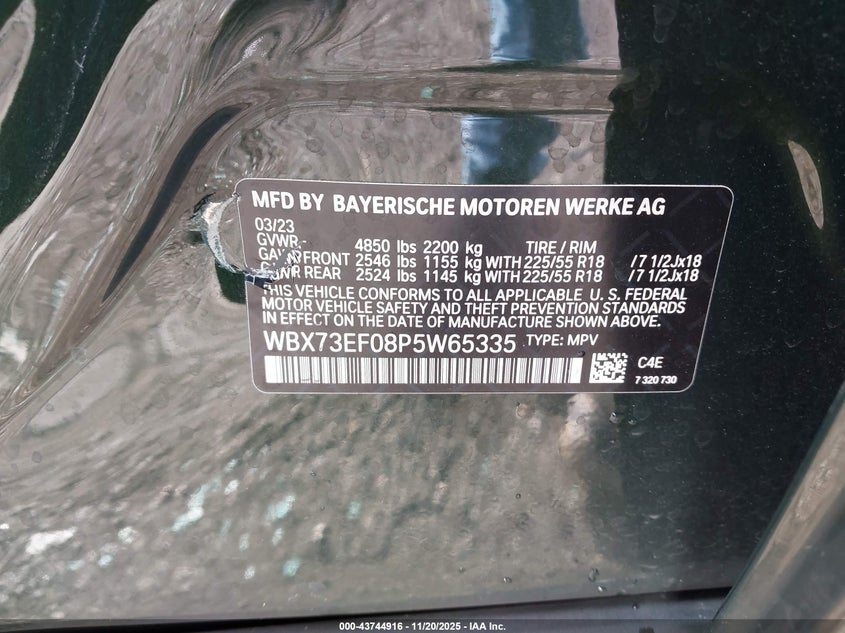 MFD BY BAYERISCHE MOTOREN WERKE AG
03/23
GVWR 4850 lbs 2200 kg TIRE / RIM
FRONT 2546 lbs 1155 kg WITH 225/55 R18 /7 1/2Jx18
REAR 2524 lbs 1145 kg WITH 225/55 R18 /7 1/2Jx18
THIS VEHICLE CONFORMS TO ALL APPLICABLE U. S. FEDERAL
MOTOR VEHICLE SAFETY AND THEFT PREVENTION STANDARDS
IN EFFECT ON THE DATE OF MANUFACTURE SHOWN ABOVE.
WBX73EF08P5W65335 TYPE: MPV
C4E
7 320 730
000-43744916 - 11/20/2025 - IAA Inc.